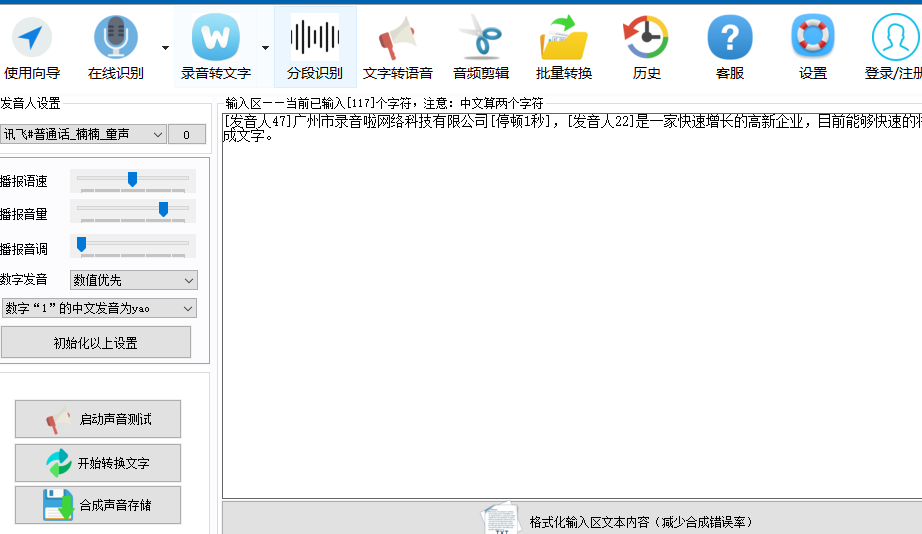 使用向导 在线识别 录音转文字 分段识别 文字转语音 音频剪辑 批量转换 历史 客服 设置 登录/注册
发音人设置
讯飞#普通话_楠楠_童声 0
播报语速
播报音量
播报音调
数字发音 数值优先
数字“1”的中文发音为yao
初始化以上设置
启动声音测试
开始转换文字
合成声音存储
输入区——当前已输入[117]个字符，注意：中文算两个字符
[发音人47]广州市录音啦网络科技有限公司[停顿1秒]，[发音人22]是一家快速增长的高新企业，目前能够快速的将
成文字。
TXT
格式化输入区文本内容（减少合成错误率）